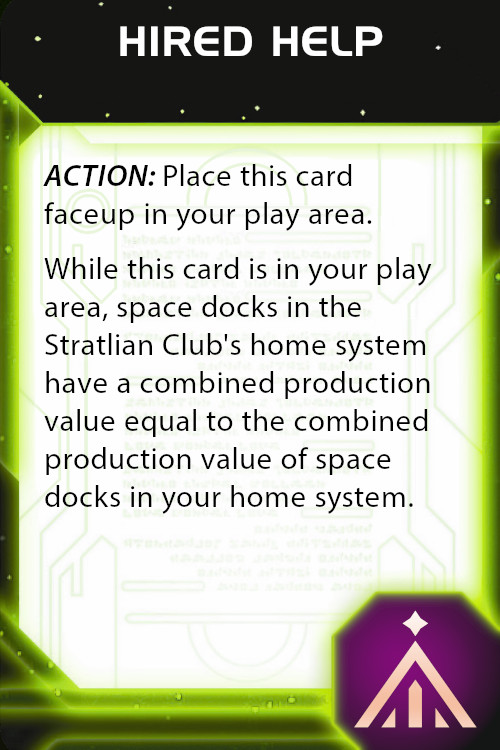 HIRED HELP
ACTION: Place this card
faceup in your play area.
While this card is in your play
area, space docks in the
Stratlian Club's home system
have a combined production
value equal to the combined
production value of space
docks in your home system.